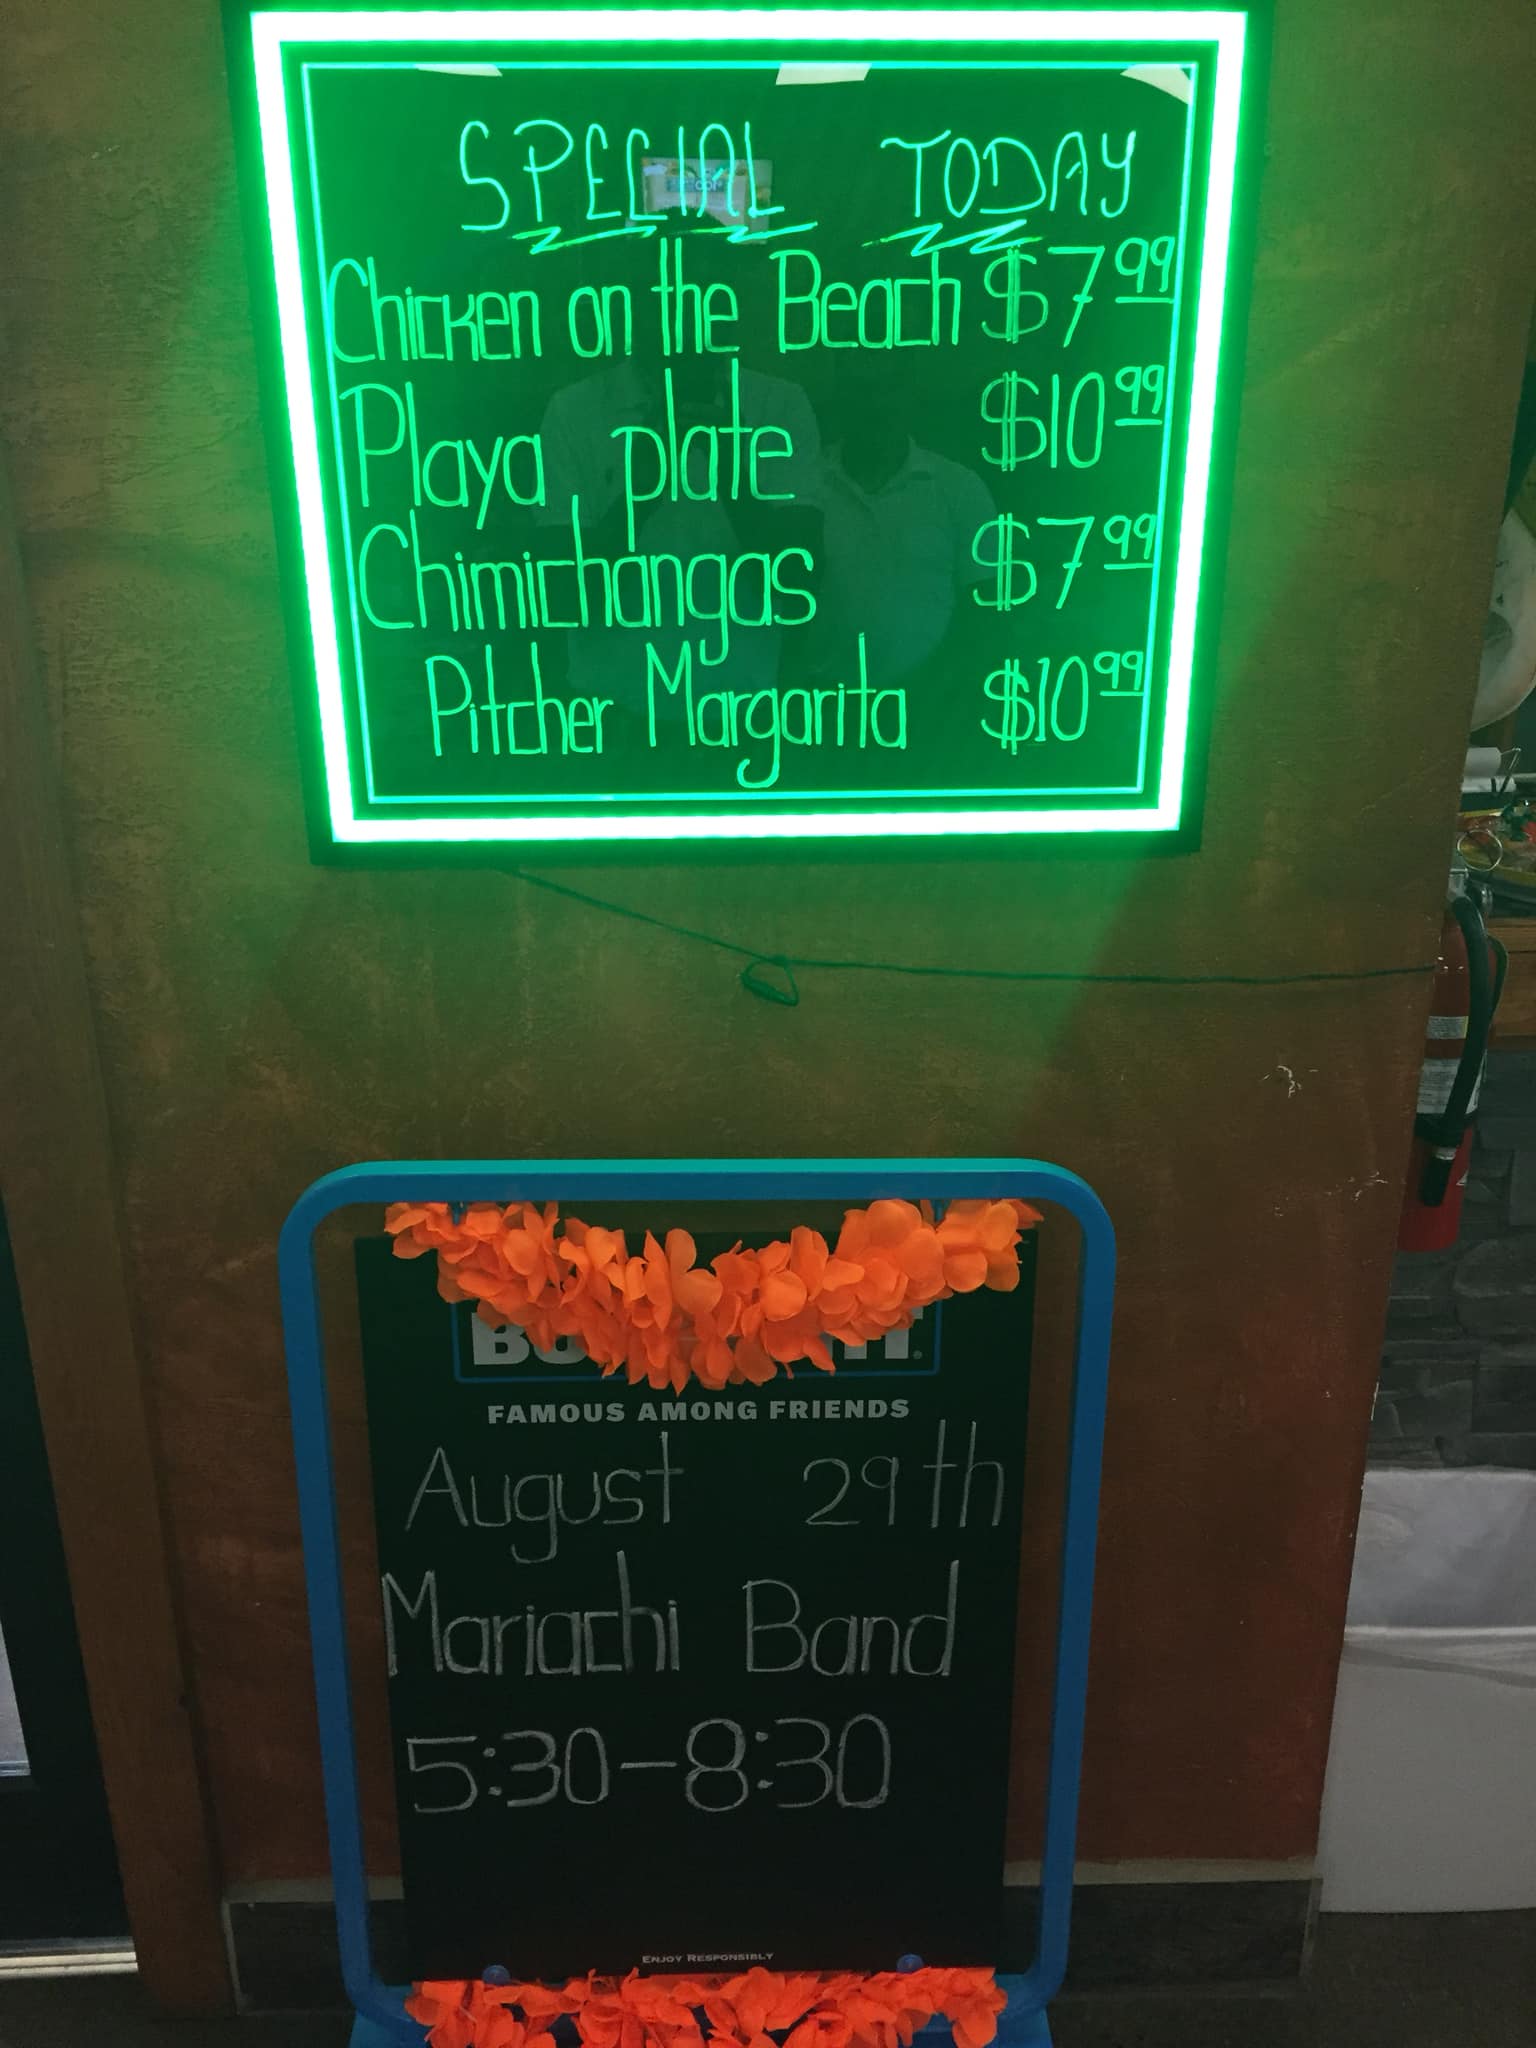 SPECIAL TODAY
Chicken on the Beach $7.99
Playa plate $10.99
Chimichangas $7.99
Pitcher Margarita $10.99
FAMOUS AMONG FRIENDS
August 29th
Mariachi Band
5:30-8:30
ENJOY RESPONSIBLY